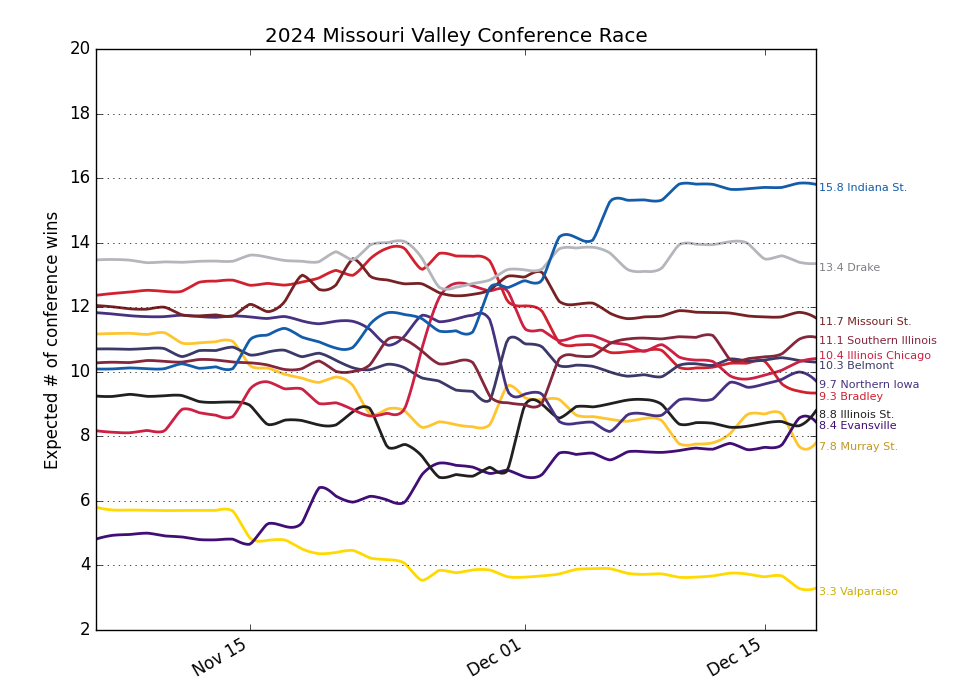 2024 Missouri Valley Conference Race
Expected # of conference wins
20
18
16
14
12
10
8
6
4
2
Nov 15
Dec 01
Dec 15
15.8 Indiana St.
13.4 Drake
11.7 Missouri St.
11.1 Southern Illinois
10.4 Illinois Chicago
10.3 Belmont
9.7 Northern Iowa
9.3 Bradley
8.8 Illinois St.
8.4 Evansville
7.8 Murray St.
3.3 Valparaiso